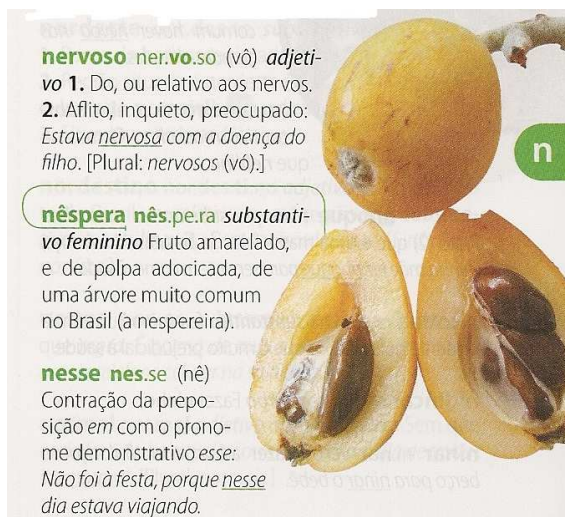 nervoso ner.vo.so (vô) adjeti-
vo 1. Do, ou relativo aos nervos.
2. Aflito, inquieto, preocupado:
Estava nervosa com a doença do
filho. [Plural: nervosos (vó).]
n
nêspera nês.pe.ra substanti-
vo feminino Fruto amarelado,
e de polpa adocicada, de
uma árvore muito comum
no Brasil (a nespereira).
nesse nes.se (nê)
Contração da prepo-
sição em com o prono-
me demonstrativo esse:
Não foi à festa, porque nesse
dia estava viajando.